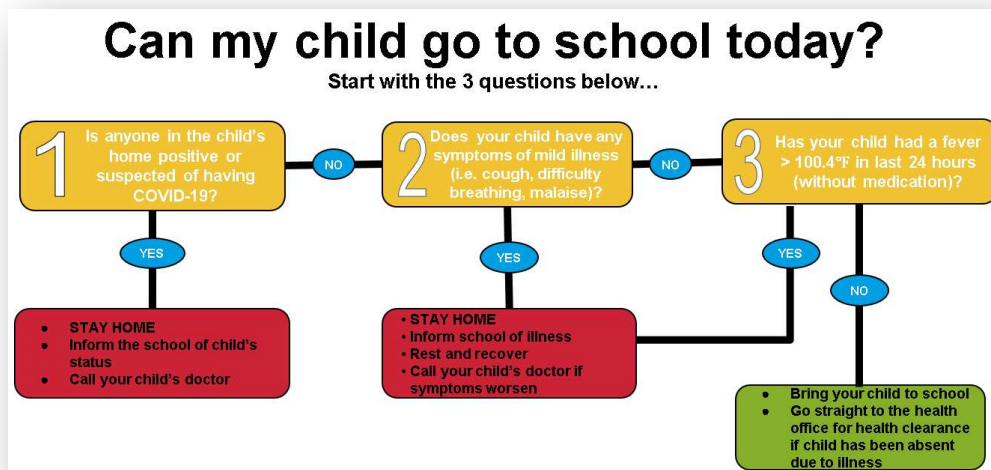 Can my child go to school today?
Start with the 3 questions below...
1
Is anyone in the child's
home positive or
suspected of having
COVID-19?
NO
2
Does your child have any
symptoms of mild illness
(i.e. cough, difficulty
breathing, malaise)?
NO
3
Has your child had a fever
> 100.4°F in last 24 hours
(without medication)?
YES
YES
YES
NO
● STAY HOME
● Inform the school of child's
status
● Call your child's doctor
• STAY HOME
• Inform school of illness
• Rest and recover
• Call your child's doctor if
symptoms worsen
● Bring your child to school
● Go straight to the health
office for health clearance
if child has been absent
due to illness